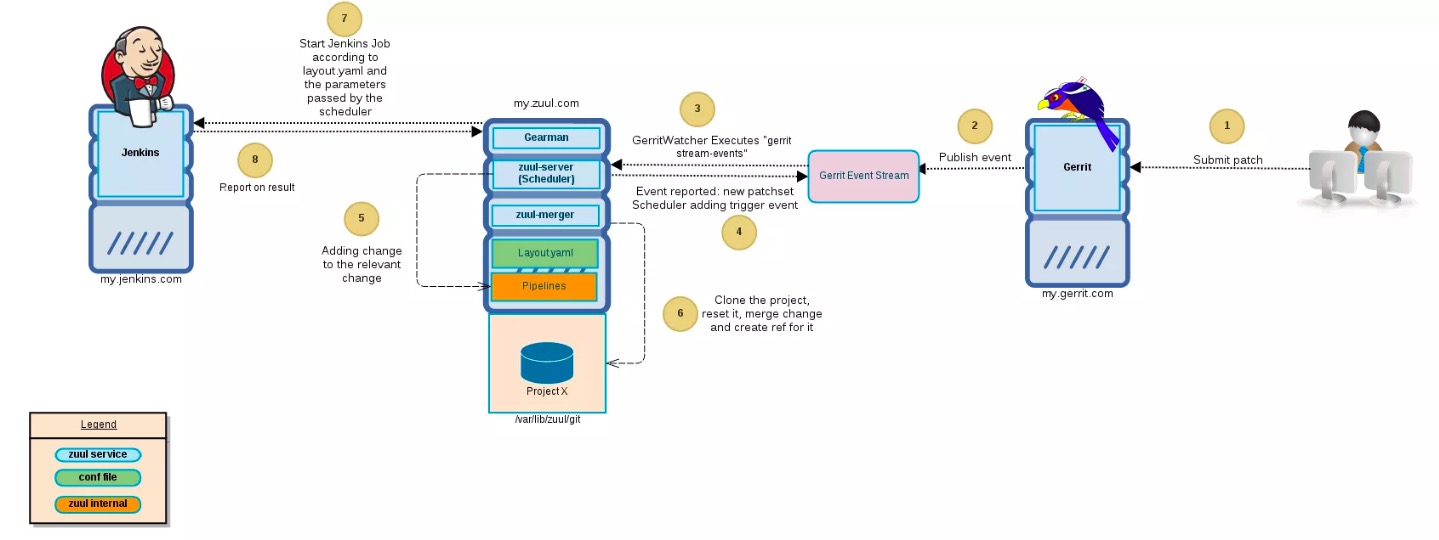 7
Start Jenkins Job
according to
layout.yaml and
the parameters
passed by the
scheduler
my.zuul.com
3
2
1
Gearman
GerritWatcher Executes "gerrit
stream-events"
Publish event
Submit patch
Jenkins
8
Report on result
zuul-server
[Scheduler]
Gerrit Event Stream
Gerrit
Event reported: new patchset
Scheduler adding trigger event
4
zuul-merger
5
Adding change
to the relevant
change
Layout.yaml
Pipelines
my.jenkins.com
my.gerrit.com
6
Clone the project,
reset it, merge change
and create ref for it
Project X
/var/lib/zuul/git
Legend
zuul service
conf file
zuul internal